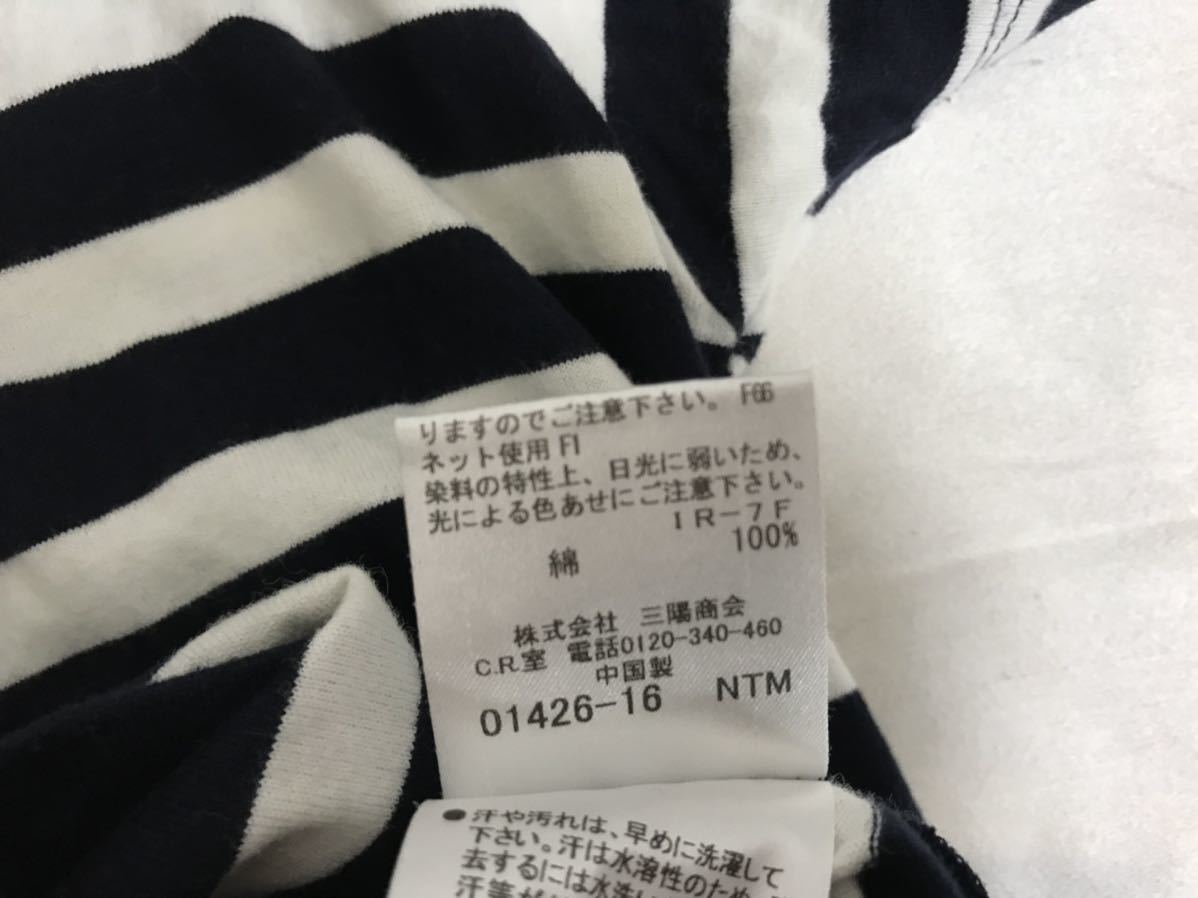 りますのでご注意下さい。 F66
ネット使用 FI
染料の特性上、日光に弱いため、
光による色あせにご注意下さい。
IR-7F
綿 100%
株式会社 三陽商会
C.R.室 電話0120-340-460
中国製
01426-16 NTM
●汗や汚れは、早めに洗濯して
下さい。汗は水溶性のため
去するには水洗い
汗等が